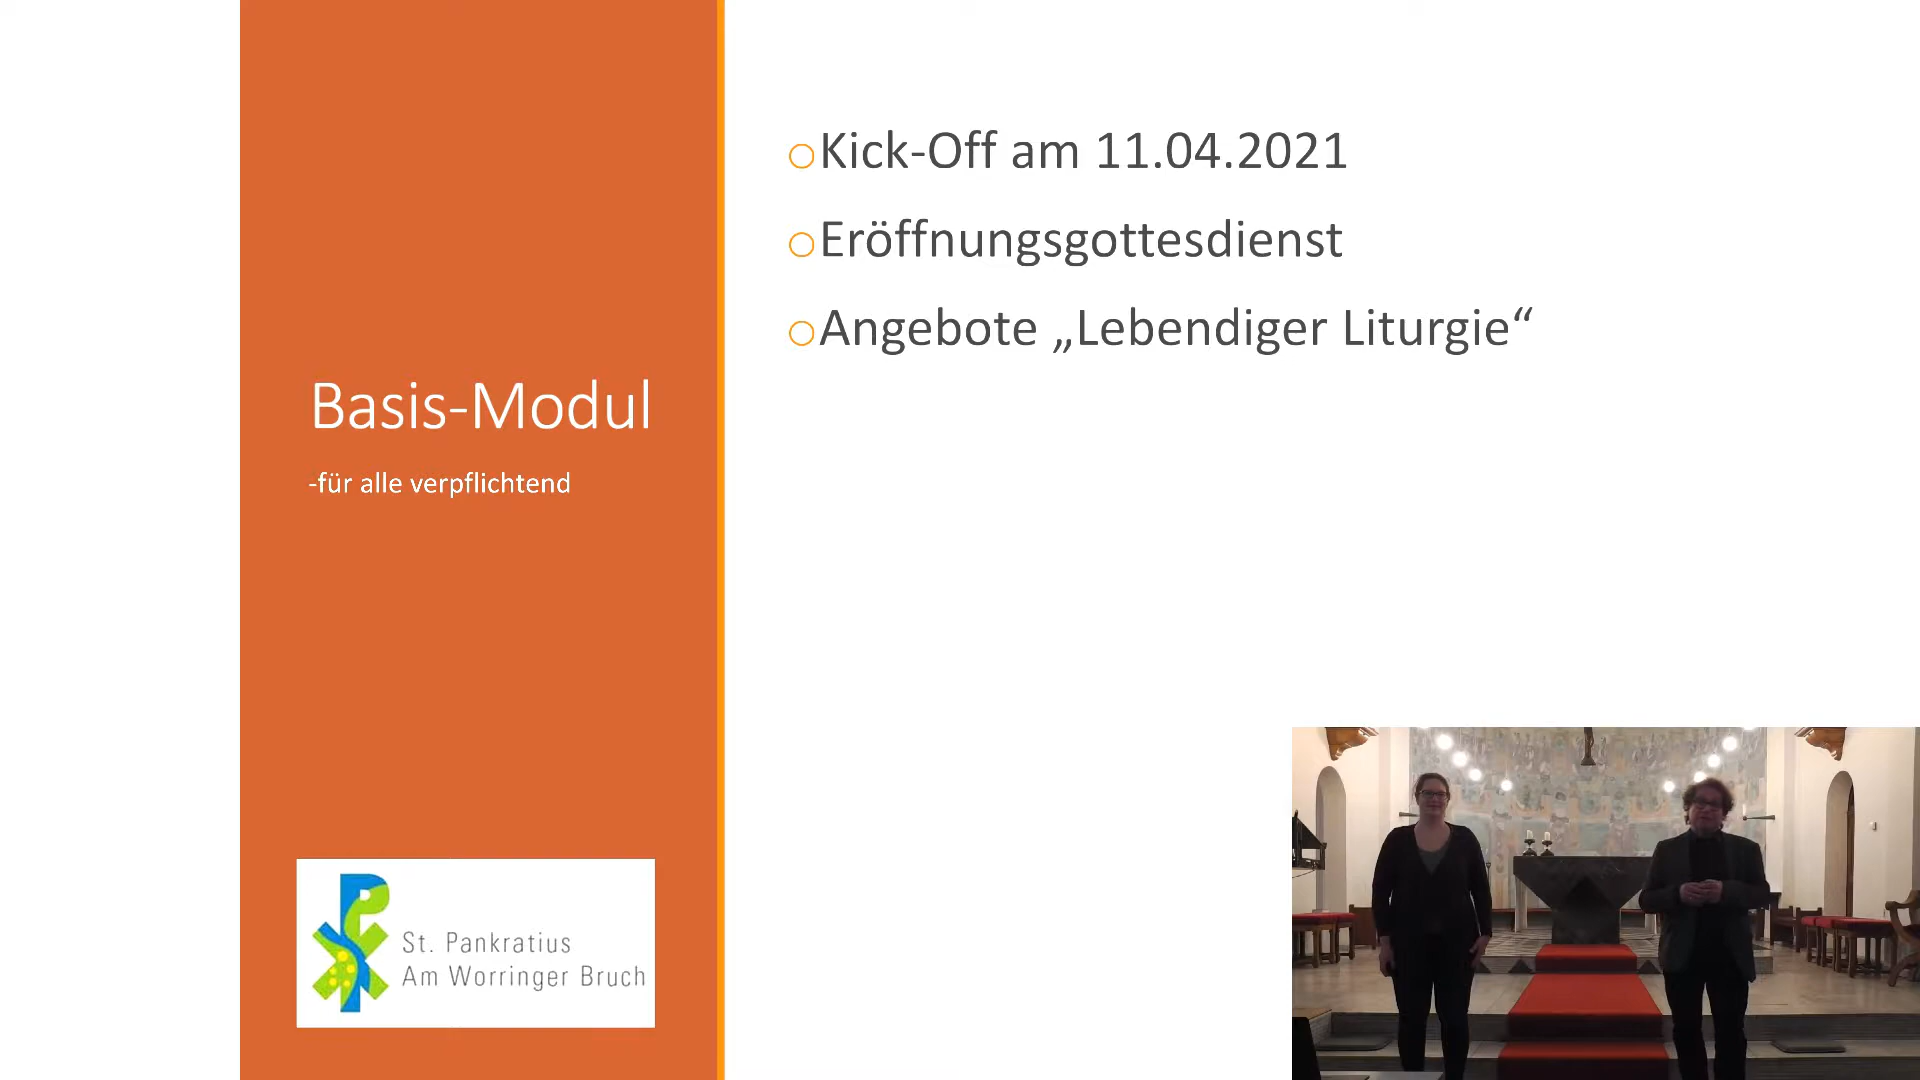 Basis-Modul
-für alle verpflichtend
Kick-Off am 11.04.2021
Eröffnungsgottesdienst
Angebote „Lebendiger Liturgie“
St. Pankratius
Am Worringer Bruch